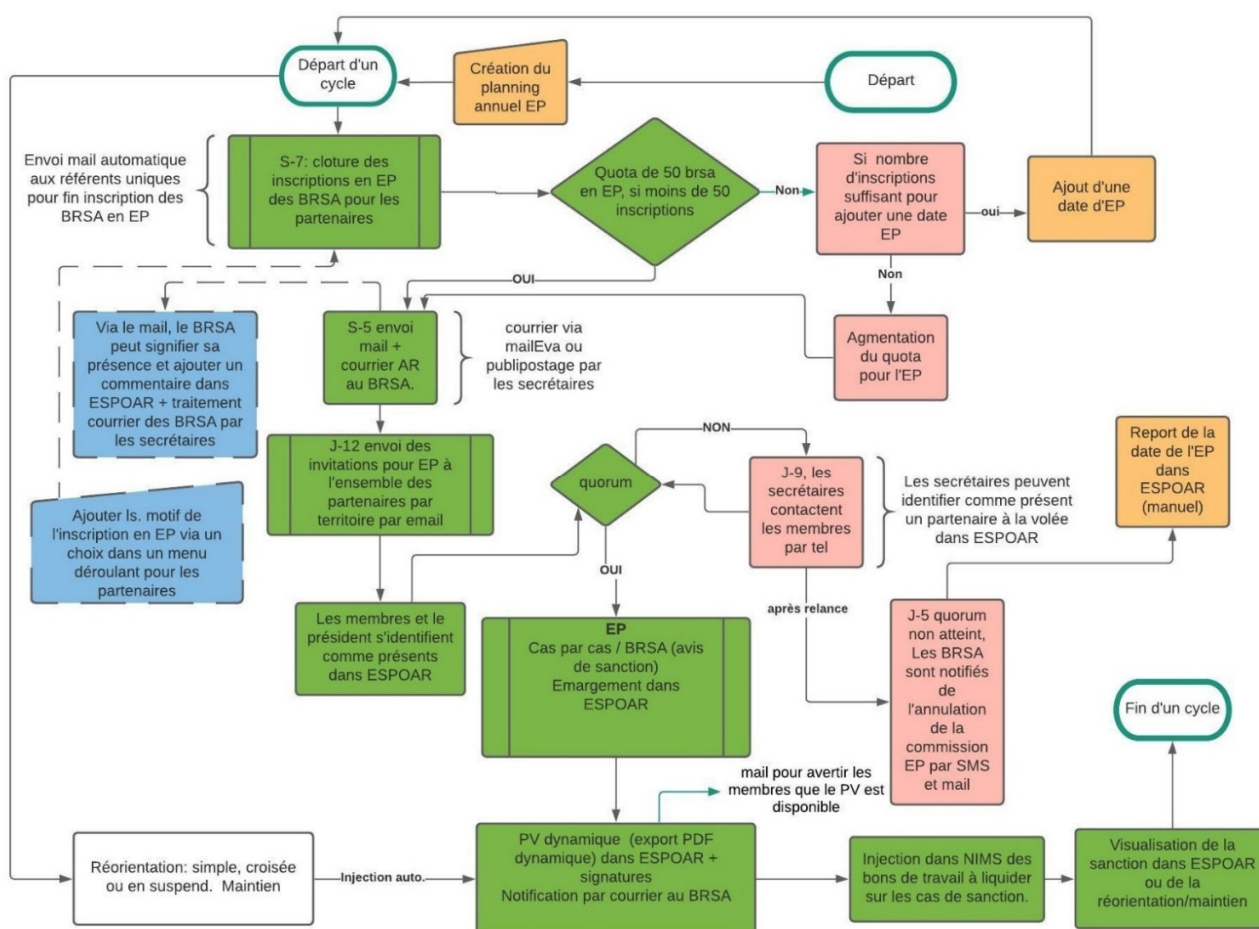 Départ d'un
cycle
Création du
planning
annuel EP
Départ
Envoi mail automatique
aux référents uniques
pour fin inscription des
BRSA en EP
S-7: cloture des
inscriptions en EP
des BRSA pour les
partenaires
Quota de 50 brsa
en EP, si moins de 50
inscriptions
Non
Si nombre
d'inscriptions
suffisant pour
ajouter une date
EP
oui
Ajout d'une
date d'EP
OUI
Non
Via le mail, le BRSA
peut signifier sa
présence et ajouter un
commentaire dans
ESPOAR + traitement
courrier des BRSA par
les secrétaires
S-5 envoi
mail +
courrier AR
au BRSA.
courrier via
mailEva ou
publipostage par
les secrétaires
Agmentation
du quota
pour l'EP
J-12 envoi des
invitations pour EP à
l'ensemble des
partenaires par
territoire par email
NON
quorum
J-9, les
secrétaires
contactent
les membres
par tel
Les secrétaires peuvent
identifier comme présent
un partenaire à la volée
dans ESPOAR
Report de la
date de l'EP
dans
ESPOAR
(manuel)
Ajouter ls. motif de
l'inscription en EP via un
choix dans un menu
déroulant pour les
partenaires
OUI
après relance
Les membres et le
président s'identifient
comme présents
dans ESPOAR
EP
Cas par cas / BRSA (avis
de sanction)
Emargement dans
ESPOAR
J-5 quorum
non atteint,
Les BRSA
sont notifiés
de
l'annulation
de la
commission
EP par SMS
et mail
Fin d'un cycle
mail pour avertir les
membres que le PV est
disponible
Réorientation: simple, croisée
ou en suspend. Maintien
Injection auto.
PV dynamique (export PDF
dynamique) dans ESPOAR +
signatures
Notification par courrier au BRSA
Injection dans NIMS des
bons de travail à liquider
sur les cas de sanction.
Visualisation de la
sanction dans ESPOAR
ou de la
réorientation/maintien